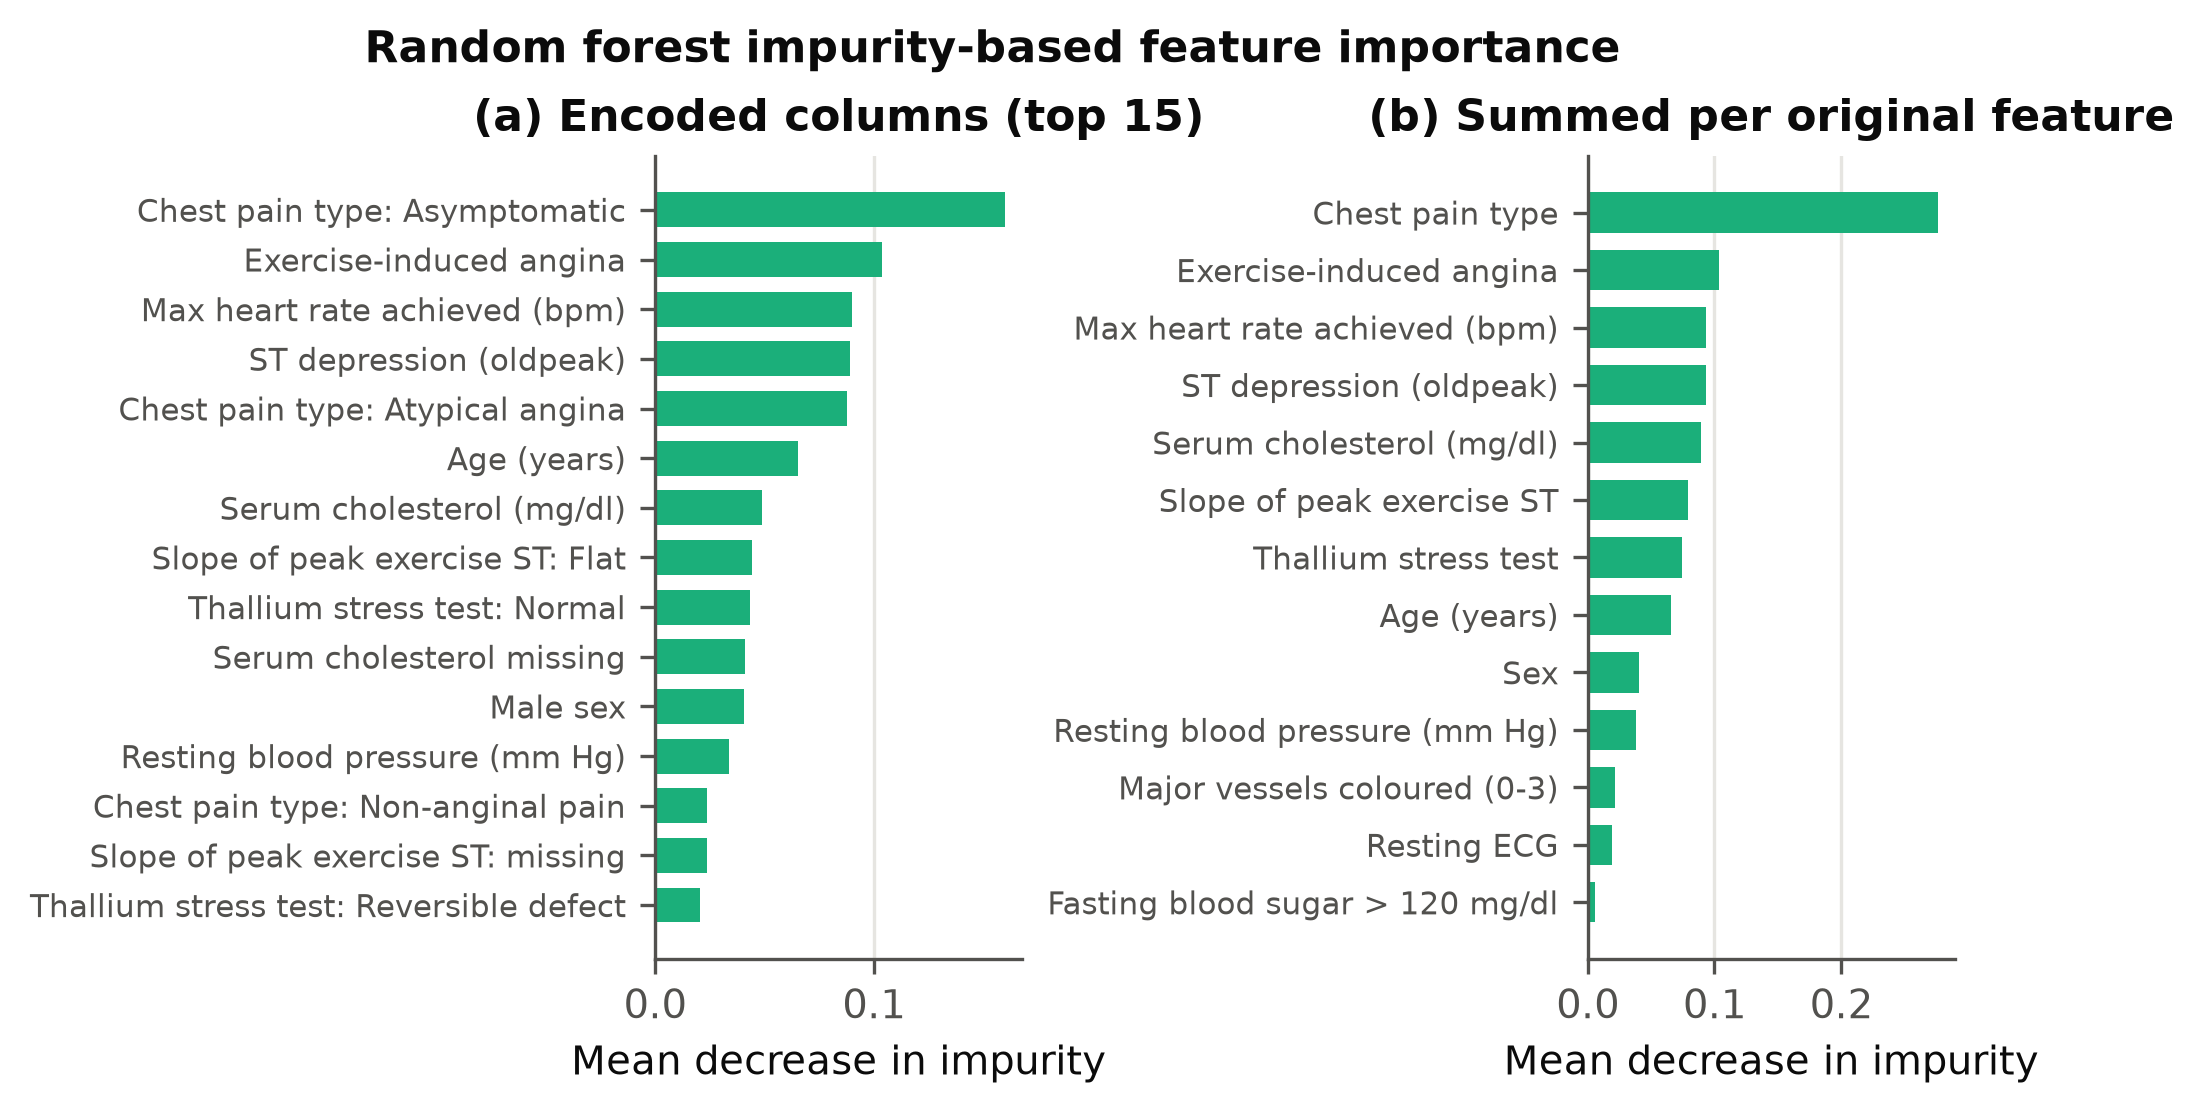 Random forest impurity-based feature importance
(a) Encoded columns (top 15)
Chest pain type: Asymptomatic
Exercise-induced angina
Max heart rate achieved (bpm)
ST depression (oldpeak)
Chest pain type: Atypical angina
Age (years)
Serum cholesterol (mg/dl)
Slope of peak exercise ST: Flat
Thallium stress test: Normal
Serum cholesterol missing
Male sex
Resting blood pressure (mm Hg)
Chest pain type: Non-anginal pain
Slope of peak exercise ST: missing
Thallium stress test: Reversible defect
0.0 0.1
Mean decrease in impurity
(b) Summed per original feature
Chest pain type
Exercise-induced angina
Max heart rate achieved (bpm)
ST depression (oldpeak)
Serum cholesterol (mg/dl)
Slope of peak exercise ST
Thallium stress test
Age (years)
Sex
Resting blood pressure (mm Hg)
Major vessels coloured (0-3)
Resting ECG
Fasting blood sugar > 120 mg/dl
0.0 0.1 0.2
Mean decrease in impurity